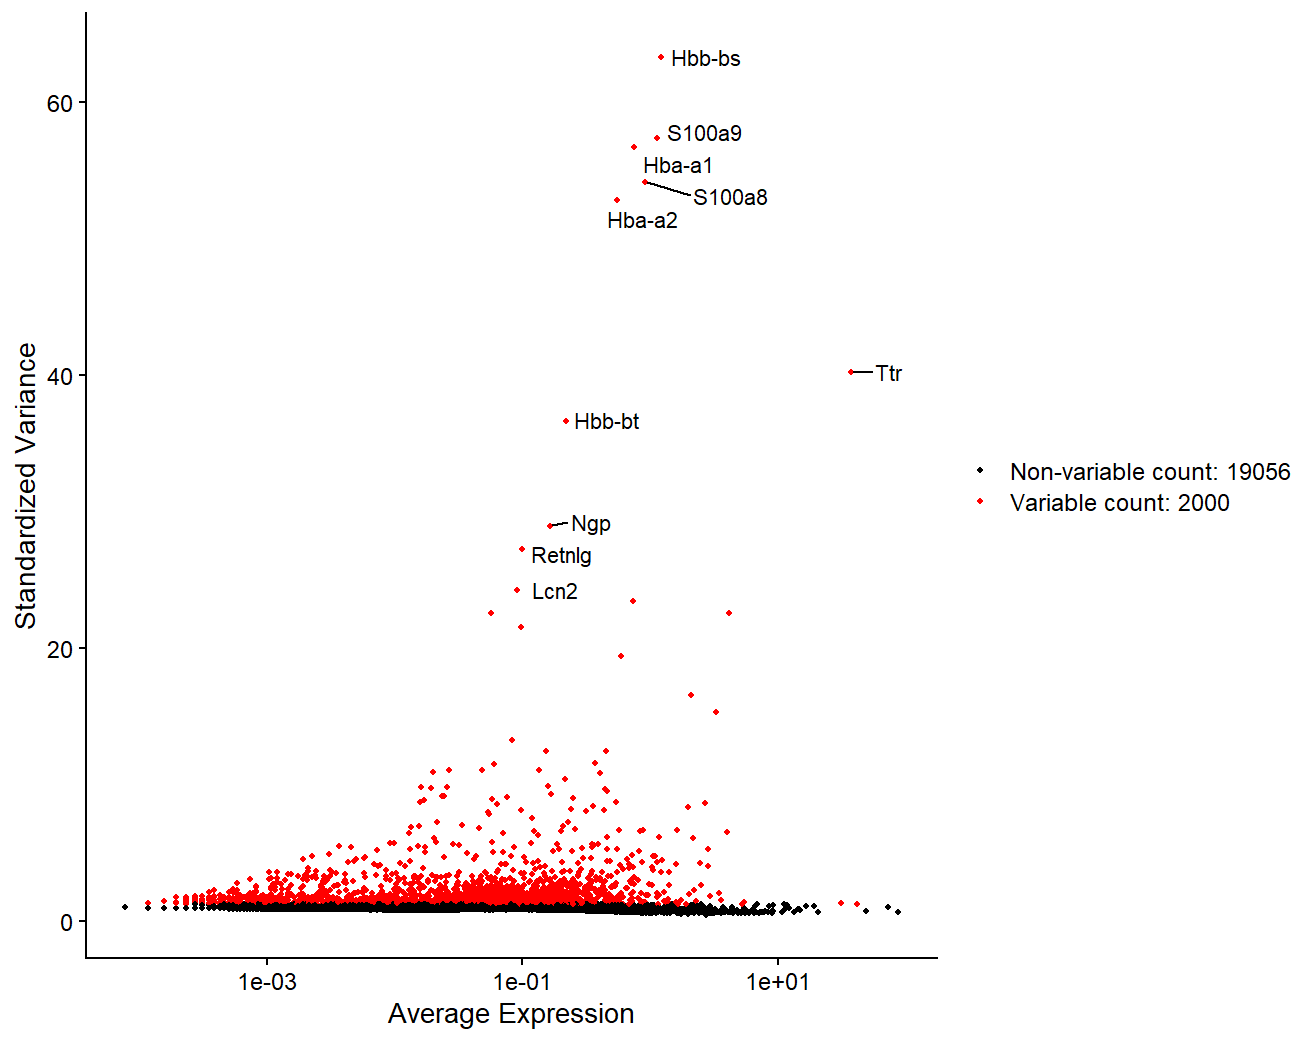 Hbb-bs
60
S100a9
Hba-a1
S100a8
Hba-a2
Standardized Variance
40
Ttr
Hbb-bt
Non-variable count: 19056
Variable count: 2000
Ngp
Retnlg
Lcn2
20
0
1e-03
1e-01
1e+01
Average Expression